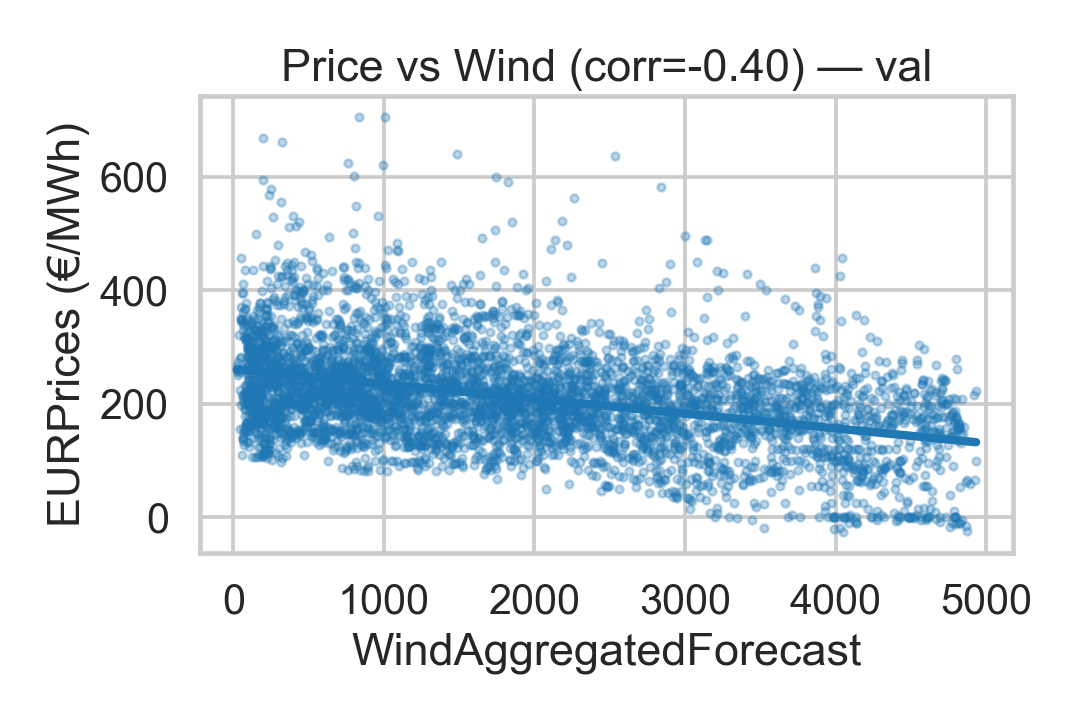 Price vs Wind (corr=-0.40) — val
EURPrices (€/MWh)
600
400
200
0
0 1000 2000 3000 4000 5000
WindAggregatedForecast